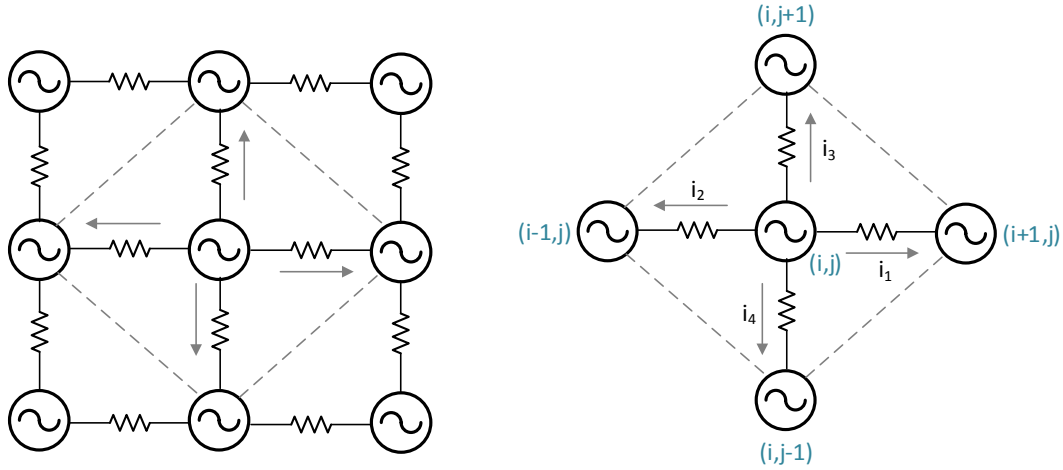 (i,j+1)
i3
i2
(i-1,j)
(i,j)
(i+1,j)
i1
i4
(i,j-1)